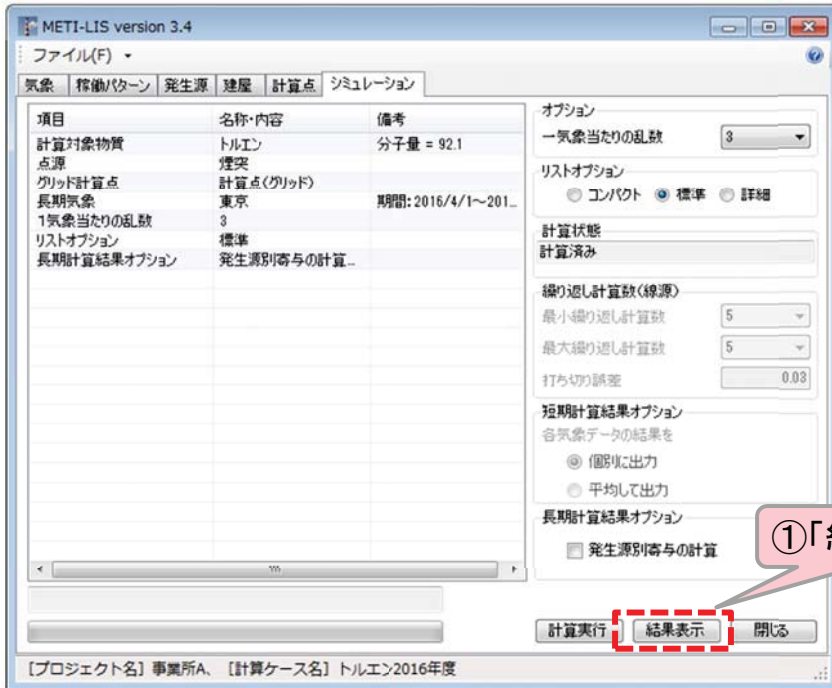 METI-LIS version 3.4
ファイル(F)
気象 稼働パターン 発生源 建屋 計算点 シミュレーション
項目 名称・内容 備考
計算対象物質 トルエン 分子量 = 92.1
点源 煙突
グリッド計算点 計算点(グリッド)
長期気象 東京 期間: 2016/4/1～201...
1気象当たりの乱数 3
リストオプション 標準
長期計算結果オプション 発生源別寄与の計算...
オプション
一気象当たりの乱数 3
リストオプション
コンパクト 標準 詳細
計算状態
計算済み
繰り返し計算数(線源)
最小繰り返し計算数 5
最大繰り返し計算数 5
打ち切り誤差 0.03
短期計算結果オプション
各気象データの結果を
個別に出力
平均して出力
長期計算結果オプション
発生源別寄与の計算
①「
計算実行 結果表示 閉じる
[プロジェクト名] 事業所A、 [計算ケース名] トルエン2016年度